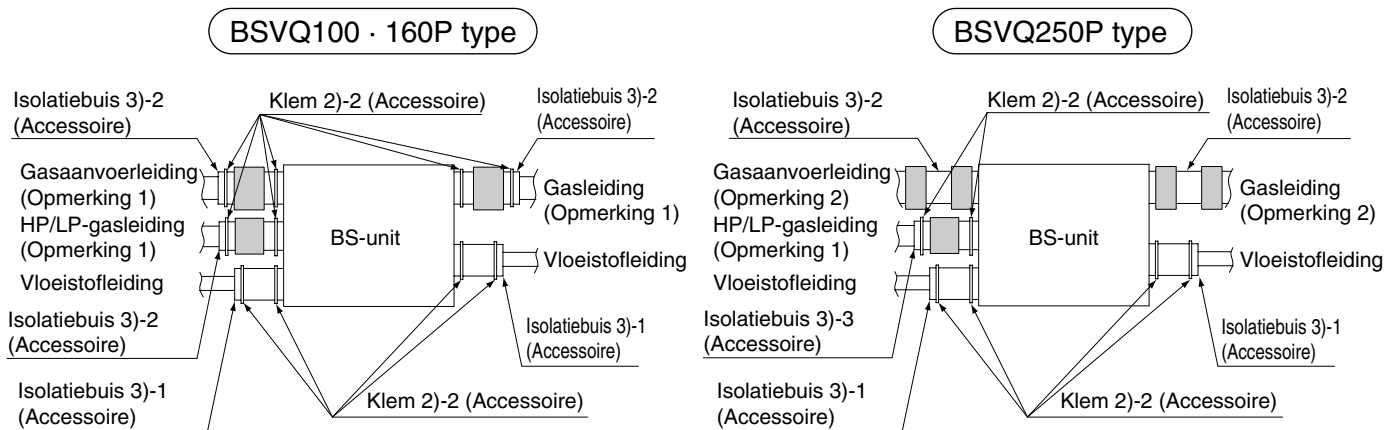 BSVQ100 · 160P type
Isolatiebuis 3)-2
(Accessoire)
Klem 2)-2 (Accessoire)
Isolatiebuis 3)-2
(Accessoire)
Gasaanvoerleiding
(Opmerking 1)
HP/LP-gasleiding
(Opmerking 1)
Vloeistofleiding
BS-unit
Gasleiding
(Opmerking 1)
Vloeistofleiding
Isolatiebuis 3)-2
(Accessoire)
Isolatiebuis 3)-1
(Accessoire)
Isolatiebuis 3)-1
(Accessoire)
Klem 2)-2 (Accessoire)
BSVQ250P type
Isolatiebuis 3)-2
(Accessoire)
Klem 2)-2 (Accessoire)
Isolatiebuis 3)-2
(Accessoire)
Gasaanvoerleiding
(Opmerking 2)
HP/LP-gasleiding
(Opmerking 1)
Vloeistofleiding
BS-unit
Gasleiding
(Opmerking 2)
Vloeistofleiding
Isolatiebuis 3)-3
(Accessoire)
Isolatiebuis 3)-1
(Accessoire)
Isolatiebuis 3)-1
(Accessoire)
Klem 2)-2 (Accessoire)